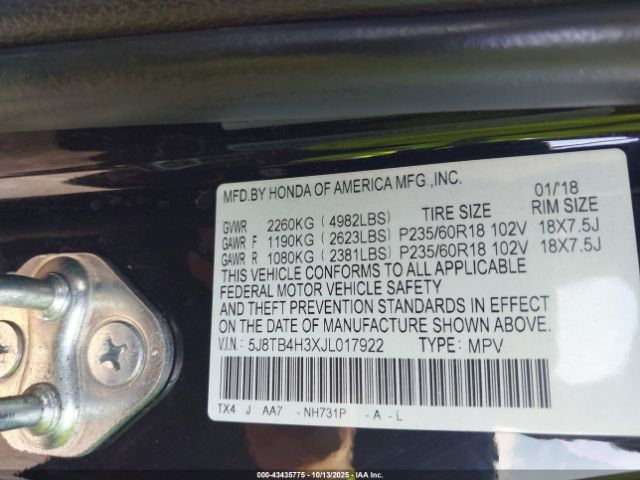 MFD.BY HONDA OF AMERICA MFG.,INC. 01/'18
TIRE SIZE RIM SIZE
GVWR 2260KG ( 4982LBS)
GAWR F 1190KG ( 2623LBS) P235/60R18 102V 18X7.5J
GAWR R 1080KG ( 2381LBS) P235/60R18 102V 18X7.5J
THIS VEHICLE CONFORMS TO ALL APPLICABLE
FEDERAL MOTOR VEHICLE SAFETY
AND THEFT PREVENTION STANDARDS IN EFFECT
ON THE DATE OF MANUFACTURE SHOWN ABOVE.
V.I.N.: 5J8TB4H3XJL017922 TYPE: MPV
TX4 J AA7 - NH731P - A - L
000-43435775 | 10/13/2025 | IAA Inc.